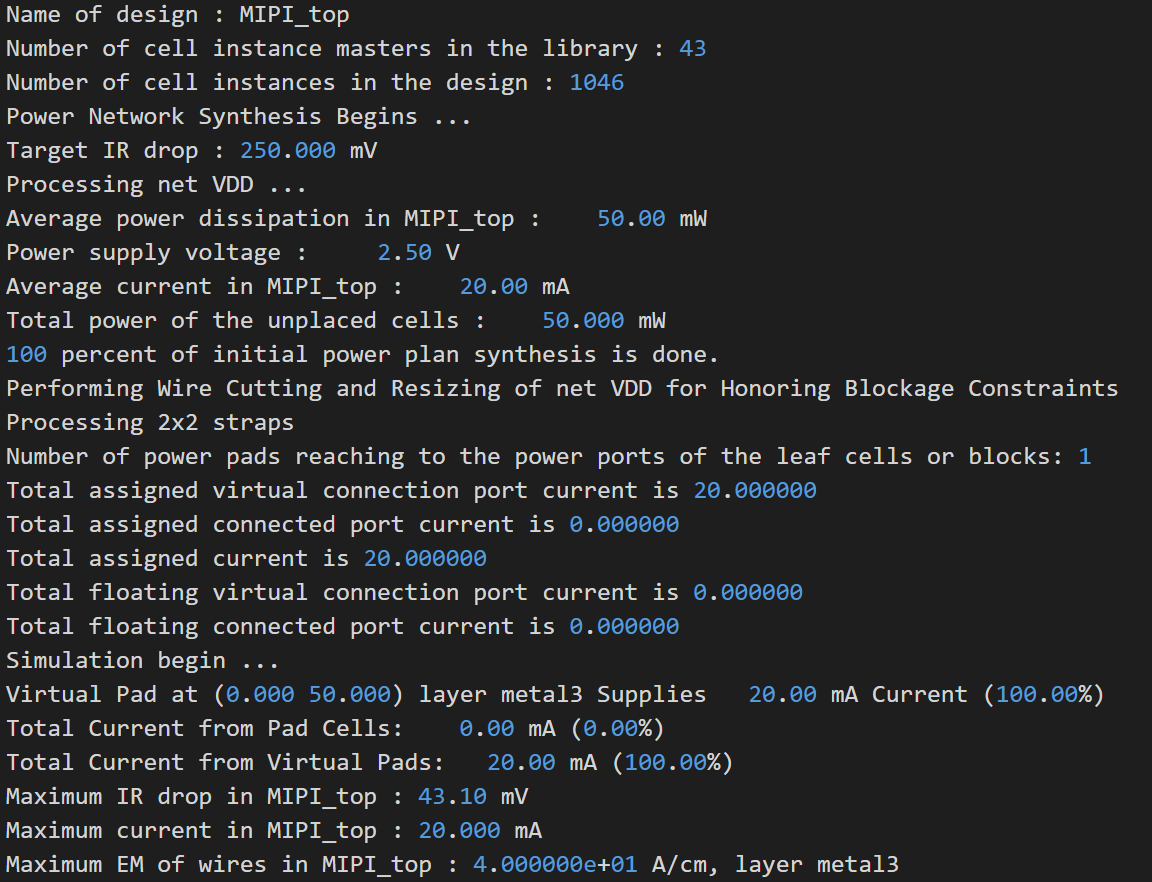 Name of design : MIPI_top
Number of cell instance masters in the library : 43
Number of cell instances in the design : 1046
Power Network Synthesis Begins ...
Target IR drop : 250.000 mV
Processing net VDD ...
Average power dissipation in MIPI_top :    50.00 mW
Power supply voltage :     2.50 V
Average current in MIPI_top :    20.00 mA
Total power of the unplaced cells :    50.000 mW
100 percent of initial power plan synthesis is done.
Performing Wire Cutting and Resizing of net VDD for Honoring Blockage Constraints
Processing 2x2 straps
Number of power pads reaching to the power ports of the leaf cells or blocks: 1
Total assigned virtual connection port current is 20.000000
Total assigned connected port current is 0.000000
Total assigned current is 20.000000
Total floating virtual connection port current is 0.000000
Total floating connected port current is 0.000000
Simulation begin ...
Virtual Pad at (0.000 50.000) layer metal3 Supplies   20.00 mA Current (100.00%)
Total Current from Pad Cells:    0.00 mA (0.00%)
Total Current from Virtual Pads:   20.00 mA (100.00%)
Maximum IR drop in MIPI_top : 43.10 mV
Maximum current in MIPI_top : 20.000 mA
Maximum EM of wires in MIPI_top : 4.000000e+01 A/cm, layer metal3